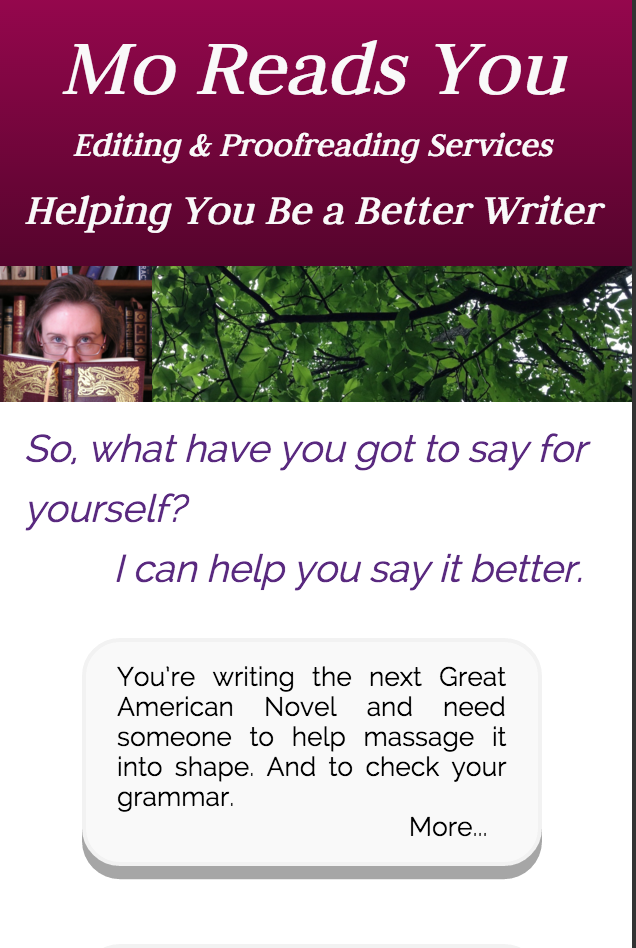 Mo Reads You
Editing & Proofreading Services
Helping You Be a Better Writer
So, what have you got to say for
yourself?
I can help you say it better.
You're writing the next Great
American Novel and need
someone to help massage it
into shape. And to check your
grammar.
More...